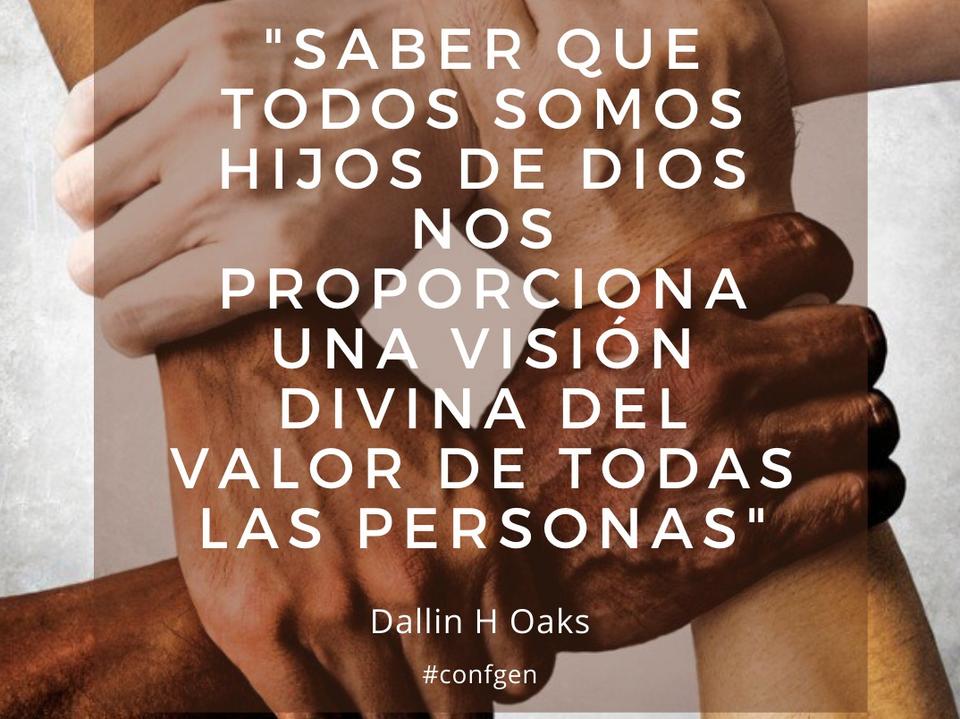 "SABER QUE
TODOS SOMOS
HIJOS DE DIOS
NOS
PROPORCIONA
UNA VISIÓN
DIVINA DEL
VALOR DE TODAS
LAS PERSONAS"
Dallin H Oaks
#confgen